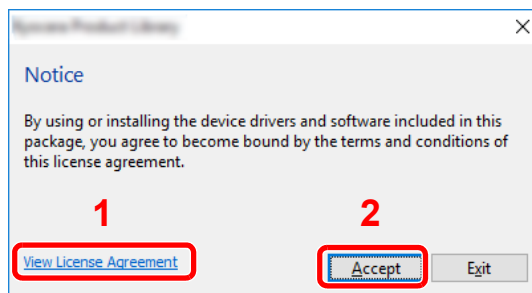 Notice
By using or installing the device drivers and software included in this
package, you agree to become bound by the terms and conditions of
this license agreement.
1
2
View License Agreement
Accept
Exit